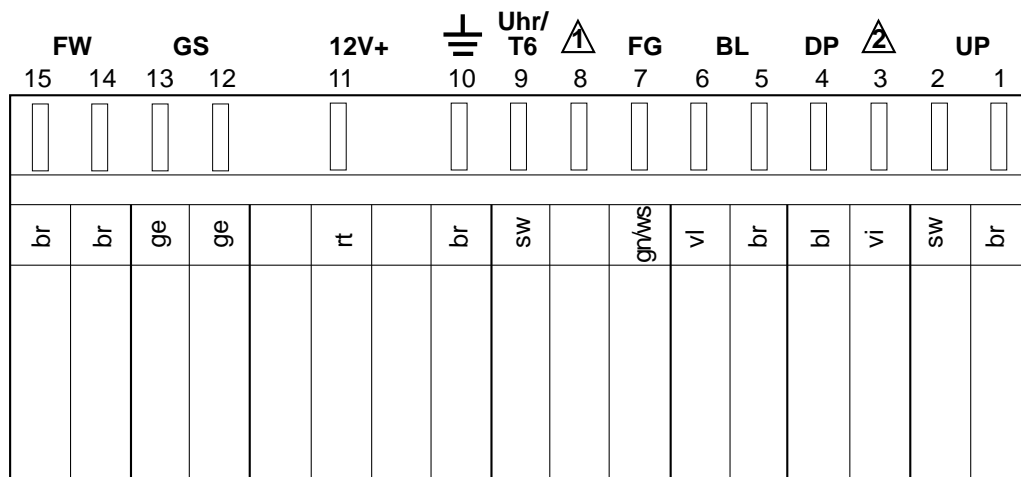 FW GS 12V+ Uhr/T6 1 FG BL DP 2 UP
15 14 13 12 11 10 9 8 7 6 5 4 3 2 1
br br ge ge rt br sw gn/ws vl br bl vi sw br